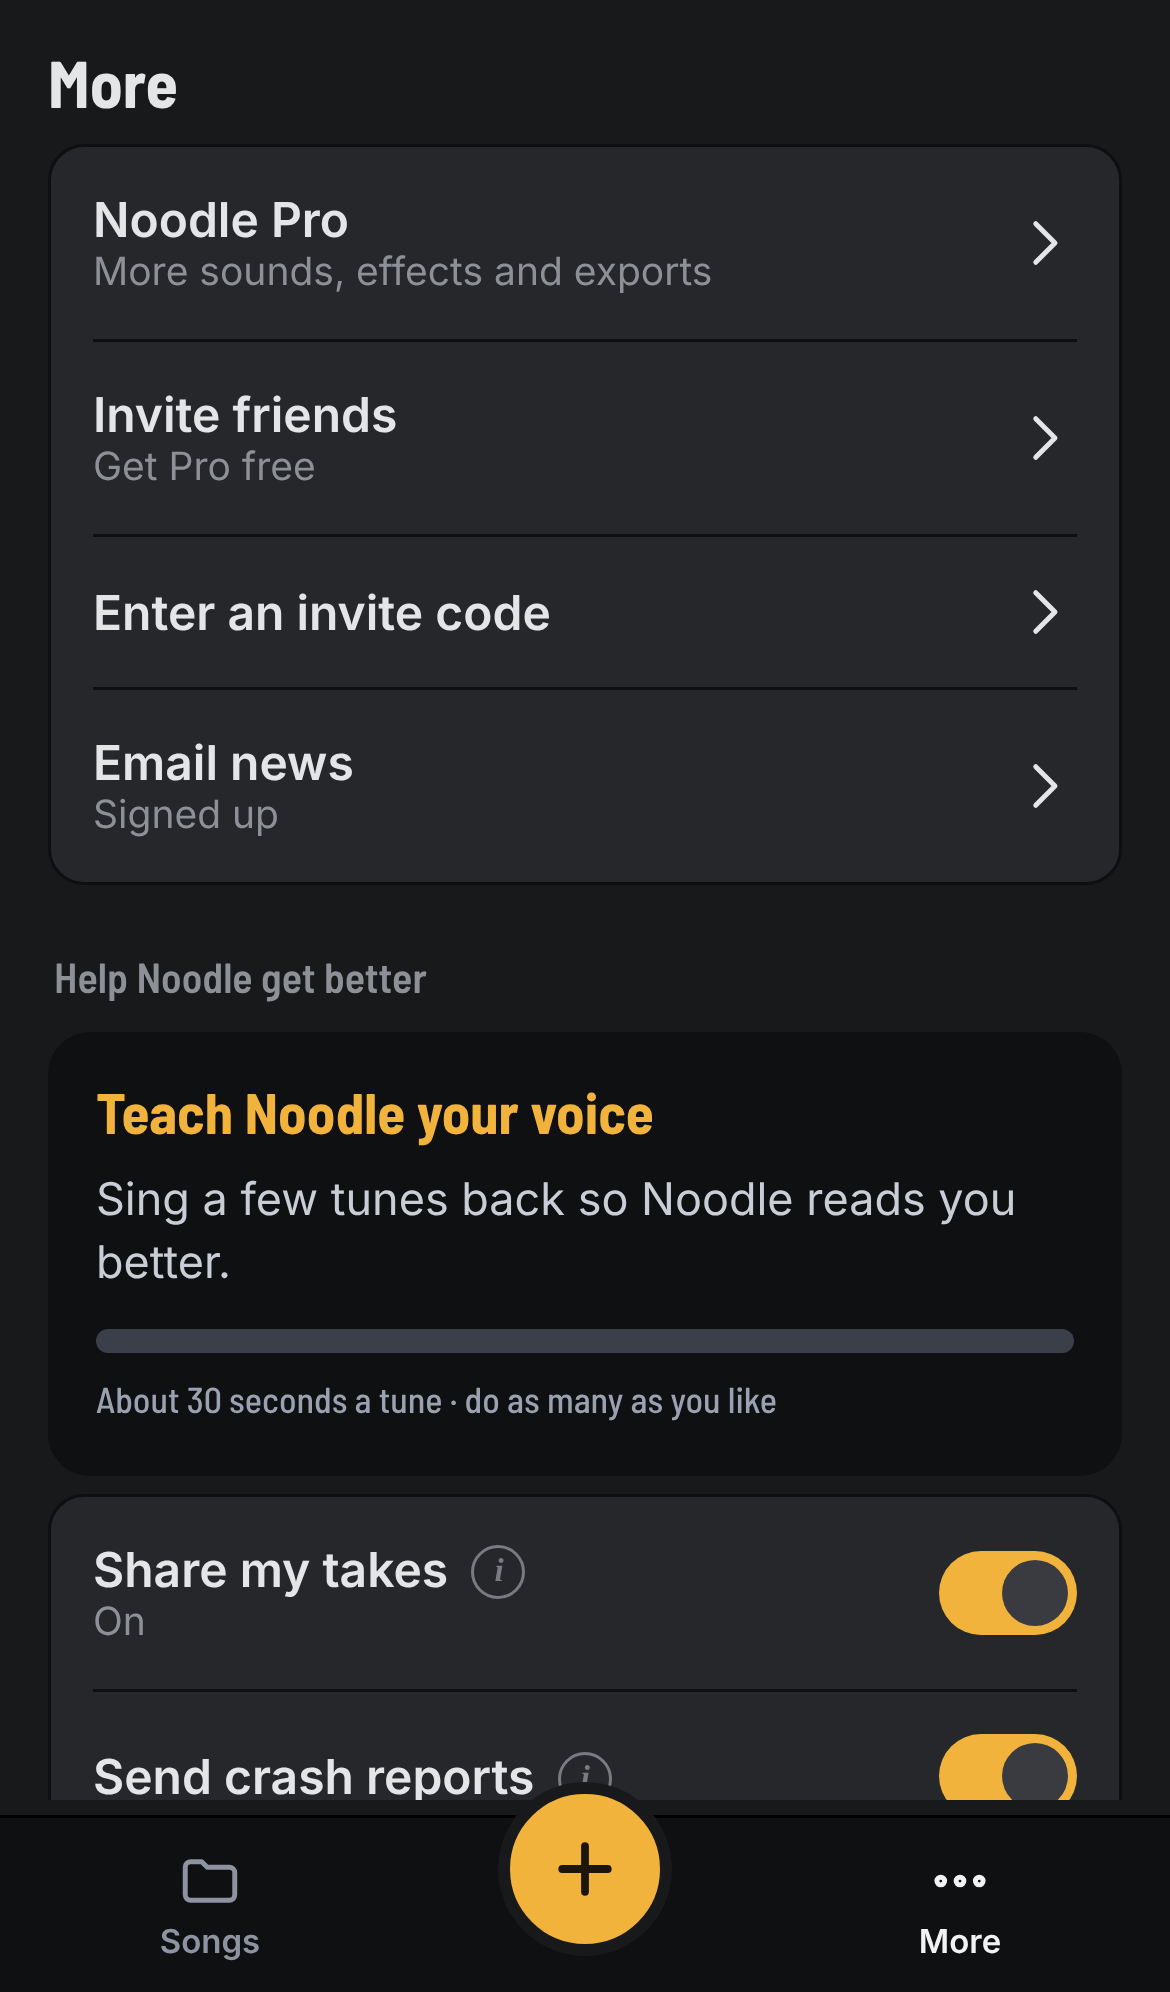 More
Noodle Pro
More sounds, effects and exports
Invite friends
Get Pro free
Enter an invite code
Email news
Signed up
Help Noodle get better
Teach Noodle your voice
Sing a few tunes back so Noodle reads you
better.
About 30 seconds a tune · do as many as you like
Share my takes i
On
Send crash reports i
Songs
More